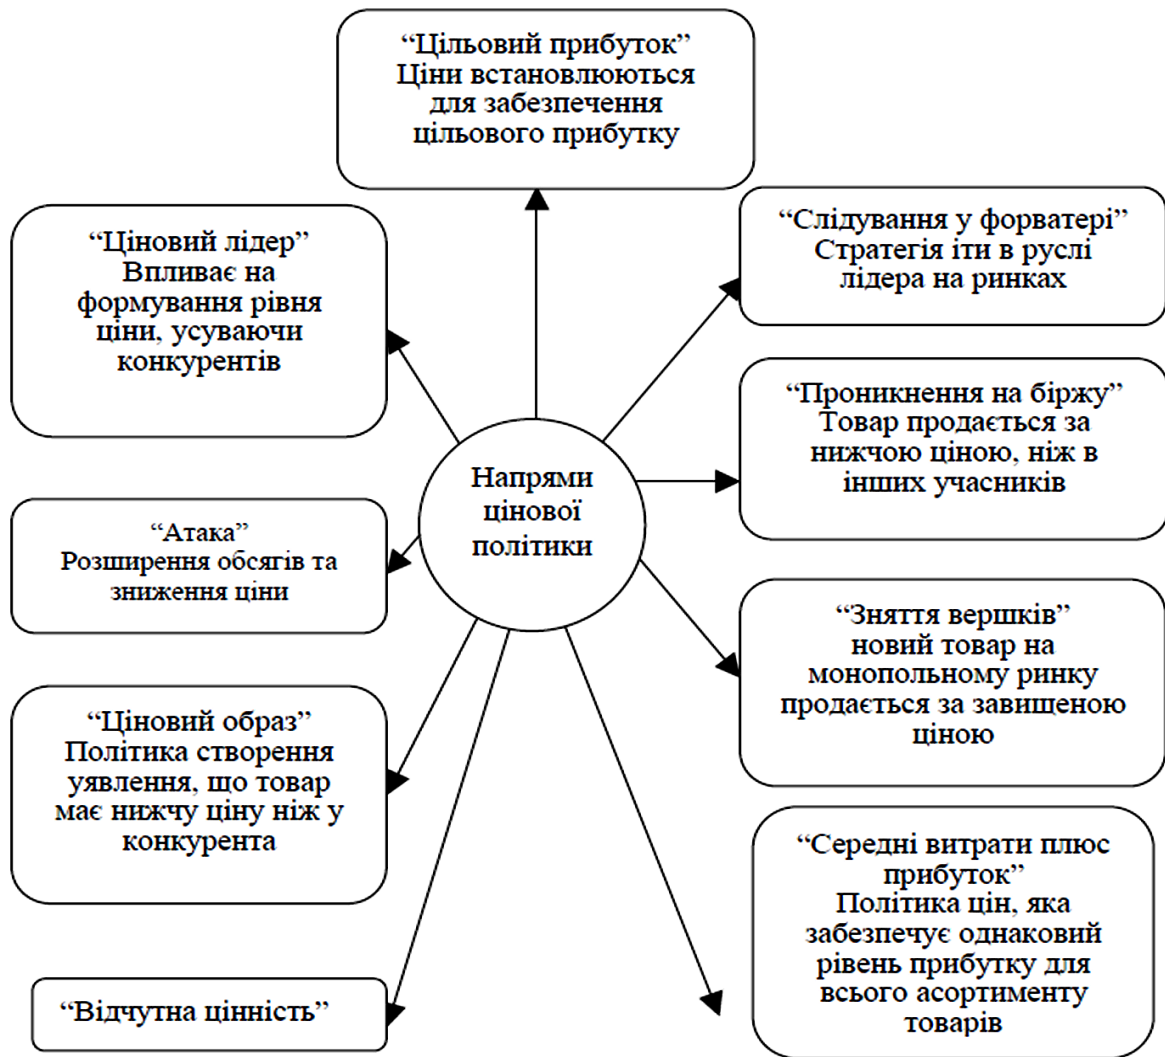 “Цільовий прибуток”
Ціни встановлюються
для забезпечення
цільового прибутку
“Ціновий лідер”
Впливає на
формування рівня
ціни, усуваючи
конкурентів
“Слідування у форватері”
Стратегія іти в руслі
лідера на ринках
“Проникнення на біржу”
Товар продається за
нижчою ціною, ніж в
інших учасників
Напрями
цінової
політики
“Атака”
Розширення обсягів та
зниження ціни
“Зняття вершків”
новий товар на
монопольному ринку
продається за завищеною
ціною
“Ціновий образ”
Політика створення
уявлення, що товар
має нижчу ціну ніж у
конкурента
“Середні витрати плюс
прибуток”
Політика цін, яка
забезпечує однаковий
рівень прибутку для
всього асортименту
товарів
“Відчутна цінність”